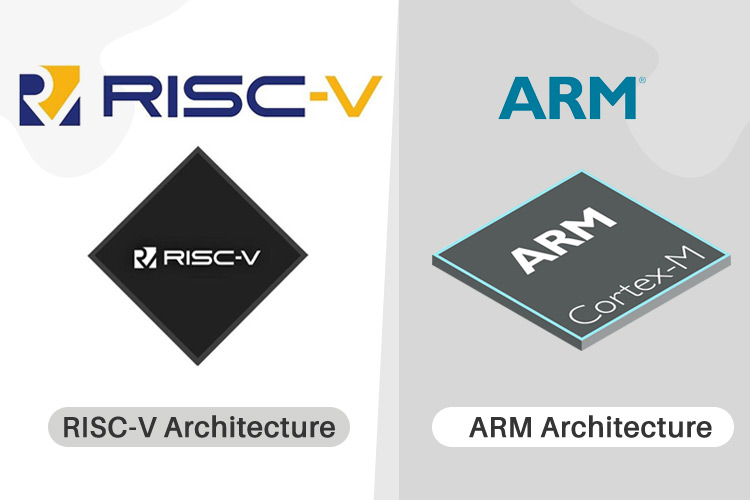 RISC-V
RISC-V
RISC-V Architecture
ARM®
ARM
Cortex-M
ARM Architecture